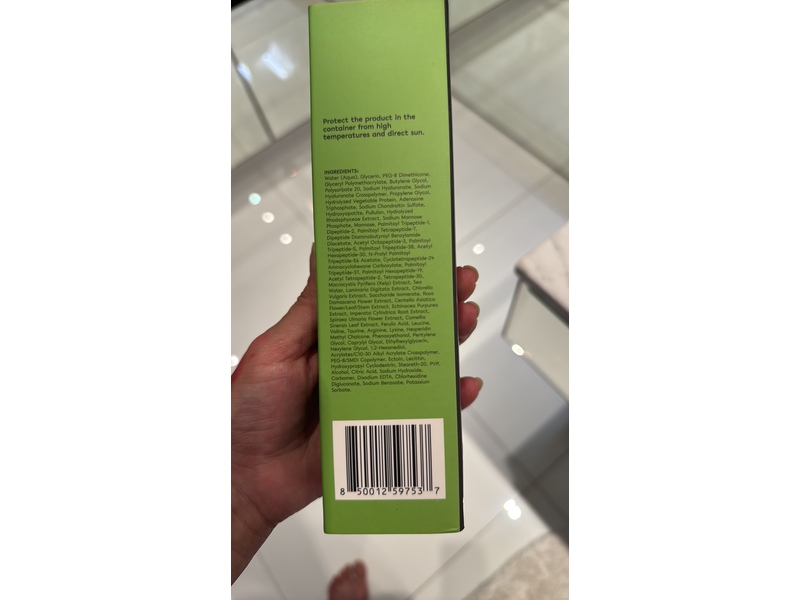 Protect the product in the
container from high
temperatures and direct sun.
INGREDIENTS:
Water (Aqua), Glycerin, PEG-8 Dimethicone,
Glyceryl Polymethacrylate, Butylene Glycol,
Polysorbate 20, Sodium Hyaluronate, Sodium
Hyaluronate Crosspolymer, Propylene Glycol,
Hydrolyzed Vegetable Protein, Adenosine
Triphosphate, Sodium Chondroitin Sulfate,
Hydroxyapatite, Pullulan, Hydrolyzed
Rhodophyceae Extract, Sodium Mannose
Phosphate, Mannose, Palmitoyl Tripeptide-1,
Dipeptide-2, Palmitoyl Tetrapeptide-7,
Dipeptide Diaminobutyroyl Benzylamide
Diacetate, Acetyl Octapeptide-3, Palmitoyl
Tripeptide-5, Palmitoyl Tripeptide-38, Acetyl
Hexapeptide-30, N-Prolyl Palmitoyl
Tripeptide-56 Acetate, Cyclotetrapeptide-24
Aminocyclohexane Carboxylate, Palmitoyl
Tripeptide-37, Palmitoyl Hexapeptide-19,
Acetyl Tetrapeptide-2, Tetrapeptide-30,
Macrocystis Pyrifera (Kelp) Extract, Sea
Water, Laminaria Digitata Extract, Chlorella
Vulgaris Extract, Saccharide Isomerate, Rosa
Damascena Flower Extract, Centella Asiatica
Flower/Leaf/Stem Extract, Echinacea Purpurea
Extract, Imperata Cylindrica Root Extract,
Spiraea Ulmaria Flower Extract, Camellia
Sinensis Leaf Extract, Ferulic Acid, Leucine,
Valine, Taurine, Arginine, Lysine, Hesperidin
Methyl Chalcone, Phenoxyethanol, Pentylene
Glycol, Caprylyl Glycol, Ethylhexylglycerin,
Hexylene Glycol, 1,2-Hexanediol,
Acrylates/C10-30 Alkyl Acrylate Crosspolymer,
PEG-8/SMDI Copolymer, Ectoin, Lecithin,
Hydroxypropyl Cyclodextrin, Steareth-20, PVP,
Alcohol, Citric Acid, Sodium Hydroxide,
Carbomer, Disodium EDTA, Chlorhexidine
Digluconate, Sodium Benzoate, Potassium
Sorbate.
8 50012 59753 7